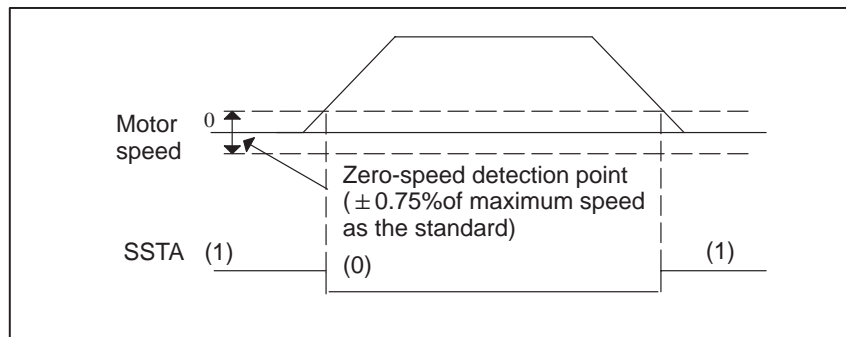 Motor
speed
0
Zero-speed detection point
(±0.75%of maximum speed
as the standard)
SSTA (1) (0) (1)